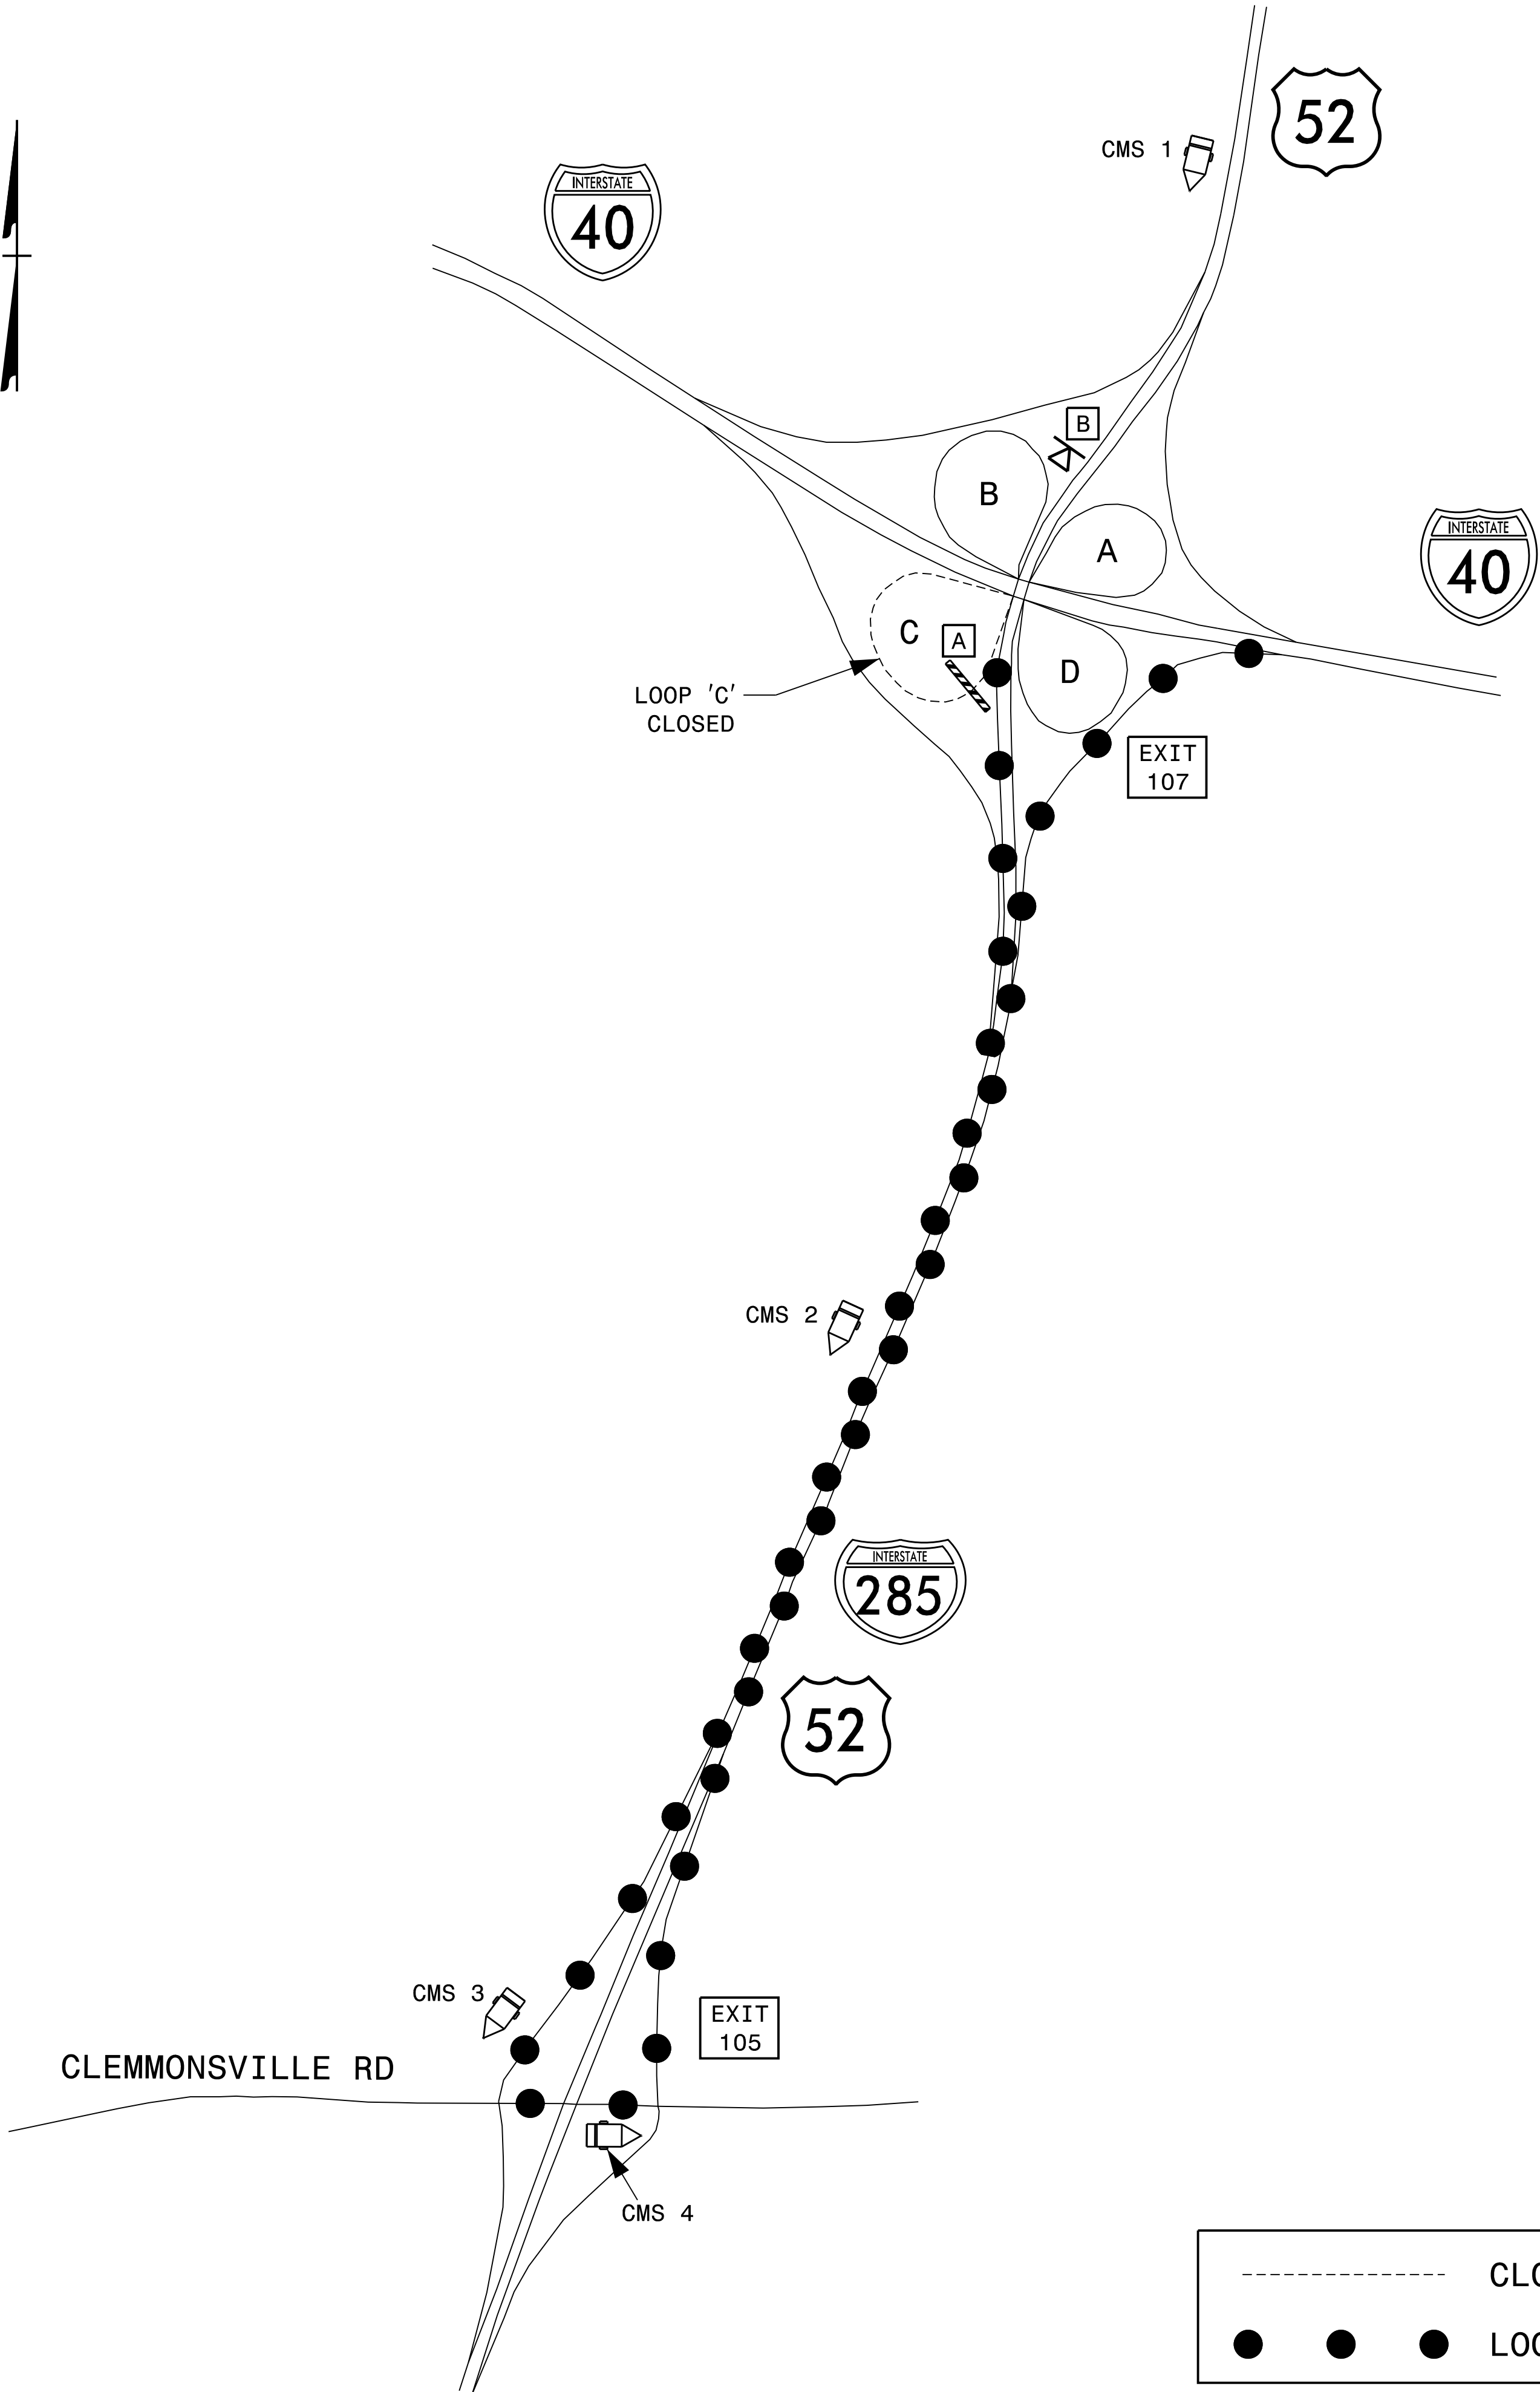 52
CMS 1
INTERSTATE
40
B
B
A
INTERSTATE
40
C
A
D
LOOP 'C'
CLOSED
EXIT
107
CMS 2
INTERSTATE
285
52
CMS 3
EXIT
105
CLEMMONSVILLE RD
CMS 4